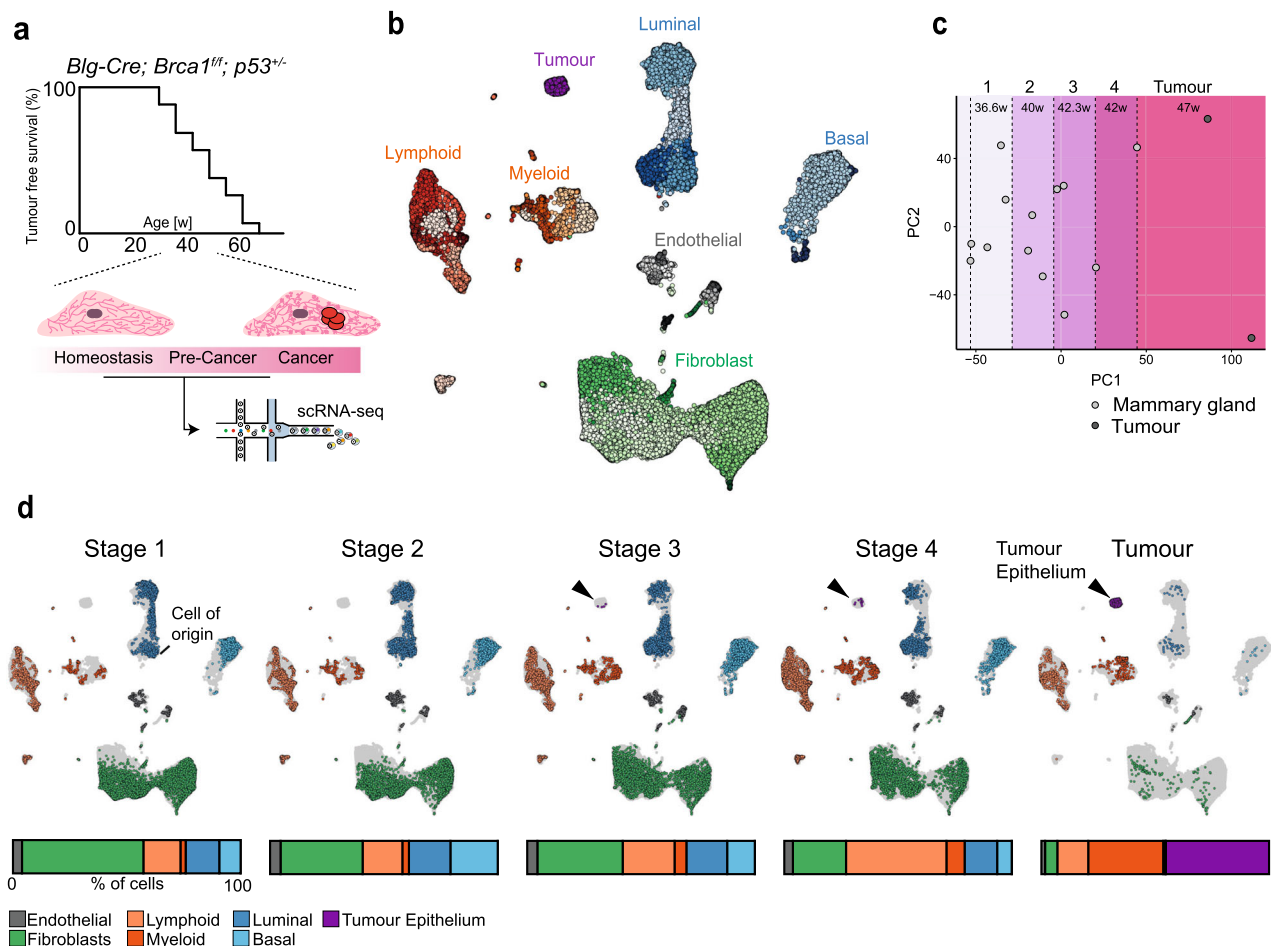 a
Blg-Cre; Brca1f/f; p53+/-
Tumour free survival (%)
100
0
Age [w]
0 20 40 60
Homeostasis Pre-Cancer Cancer
scRNA-seq
b
Luminal
Tumour
Basal
Lymphoid
Myeloid
Endothelial
Fibroblast
c
1 2 3 4 Tumour
36.6w 40w 42.3w 42w 47w
PC2
40
0
−40
−50 0 50 100
PC1
Mammary gland
Tumour
d
Stage 1 Stage 2 Stage 3 Stage 4 Tumour
Tumour
Epithelium
Cell of
origin
0 % of cells 100
Endothelial Lymphoid Luminal Tumour Epithelium
Fibroblasts Myeloid Basal